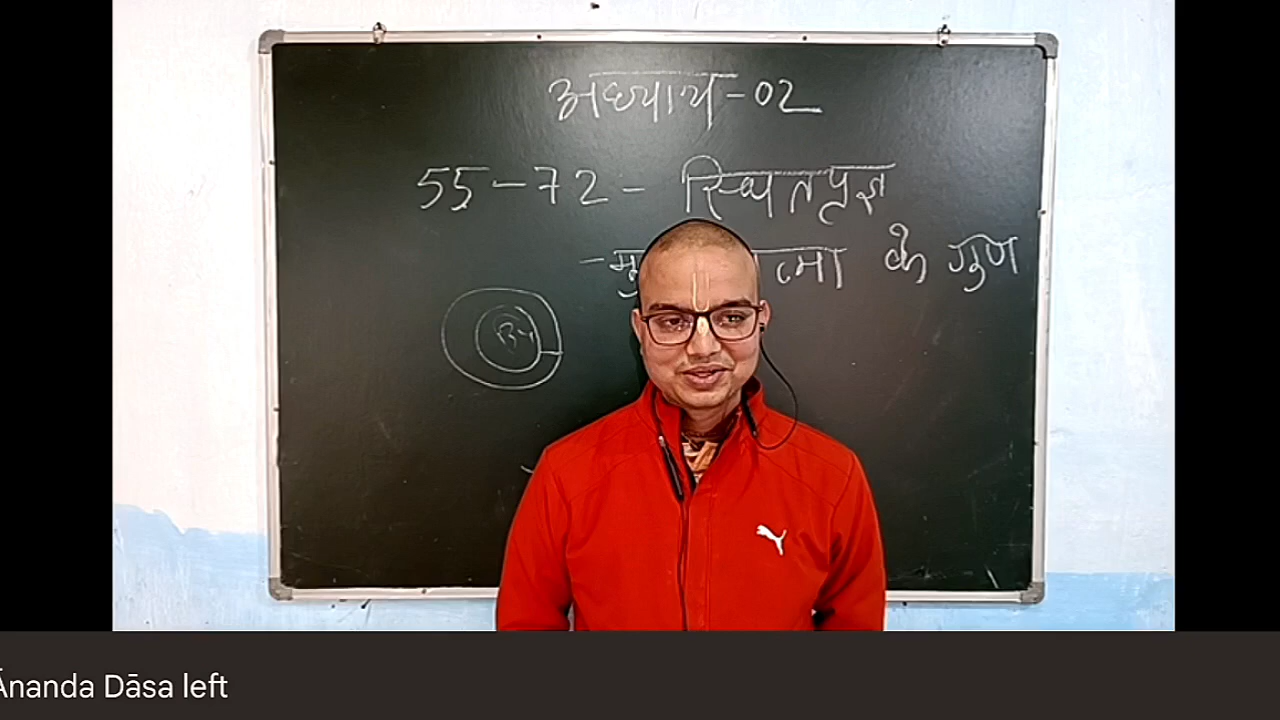 अध्याय-02
55-72- स्थितप्रज्ञ
- मु त्मा के गुण
Ānanda Dāsa left